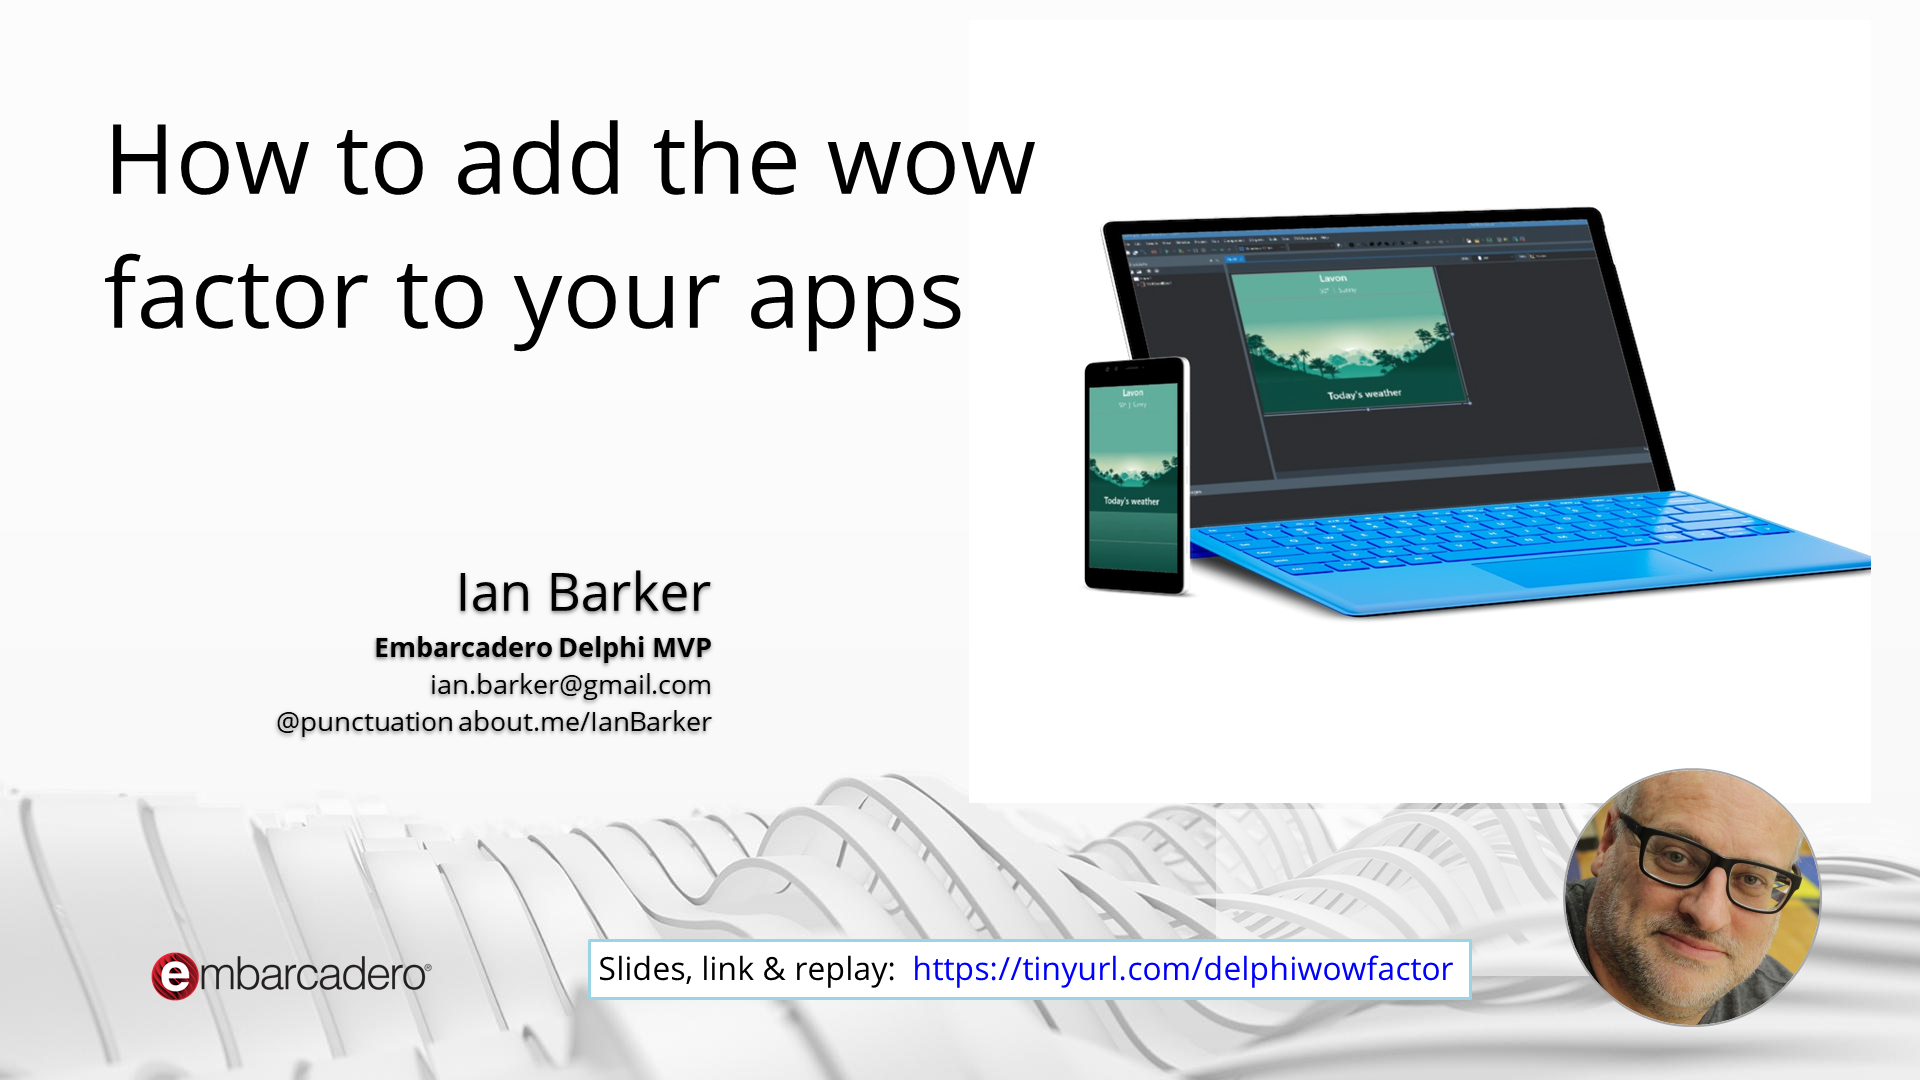 How to add the wow
factor to your apps
Lavon
Today's weather
Lavon
Today's weather
Ian Barker
Embarcadero Delphi MVP
ian.barker@gmail.com
@punctuation about.me/IanBarker
embarcadero®
Slides, link & replay: https://tinyurl.com/delphiwowfactor